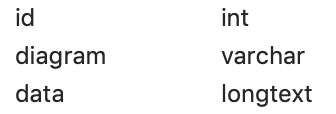 id int
diagram varchar
data longtext